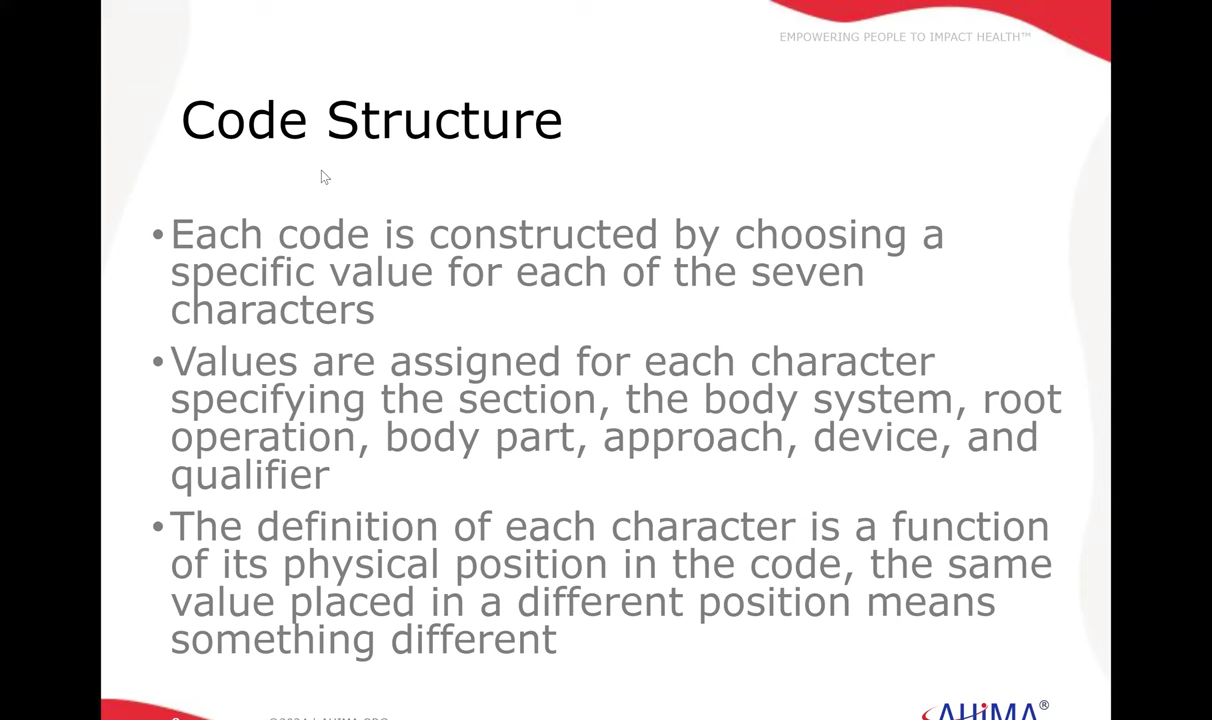 EMPOWERING PEOPLE TO IMPACT HEALTH™
Code Structure
•Each code is constructed by choosing a
specific value for each of the seven
characters
•Values are assigned for each character
specifying the section, the body system, root
operation, body part, approach, device, and
qualifier
•The definition of each character is a function
of its physical position in the code, the same
value placed in a different position means
something different
AHIMA®